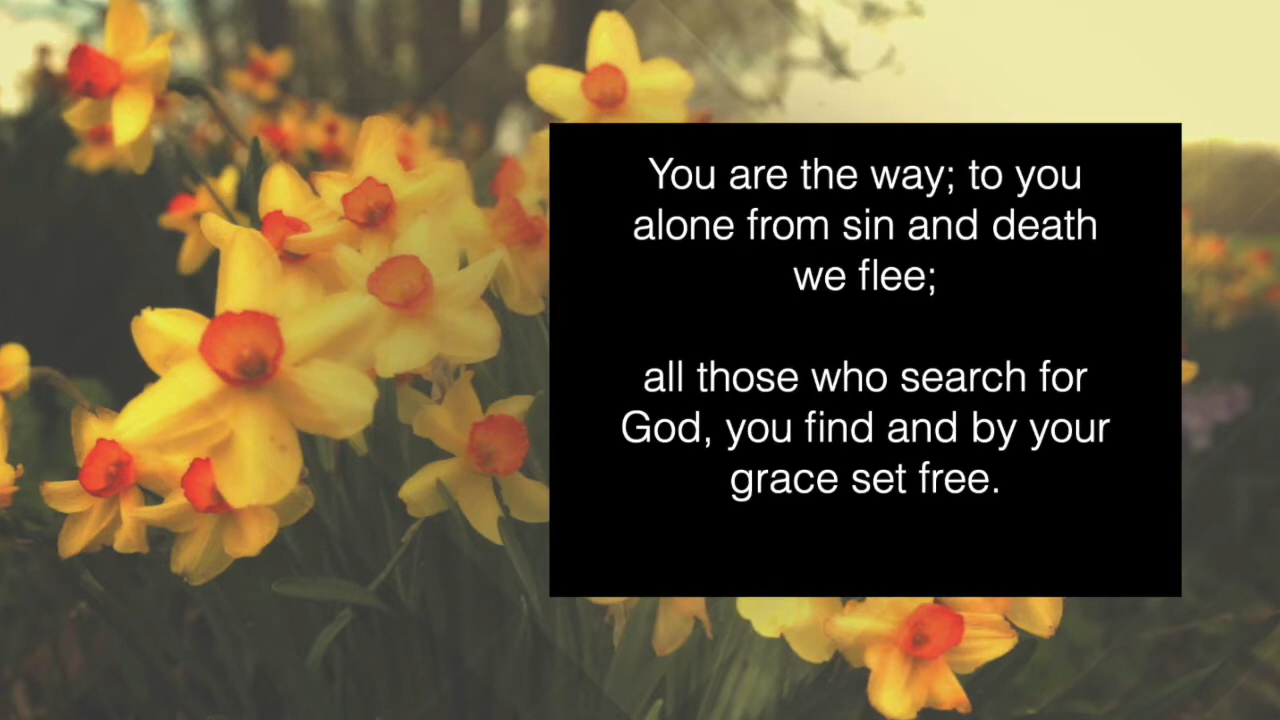 You are the way; to you
alone from sin and death
we flee;
all those who search for
God, you find and by your
grace set free.